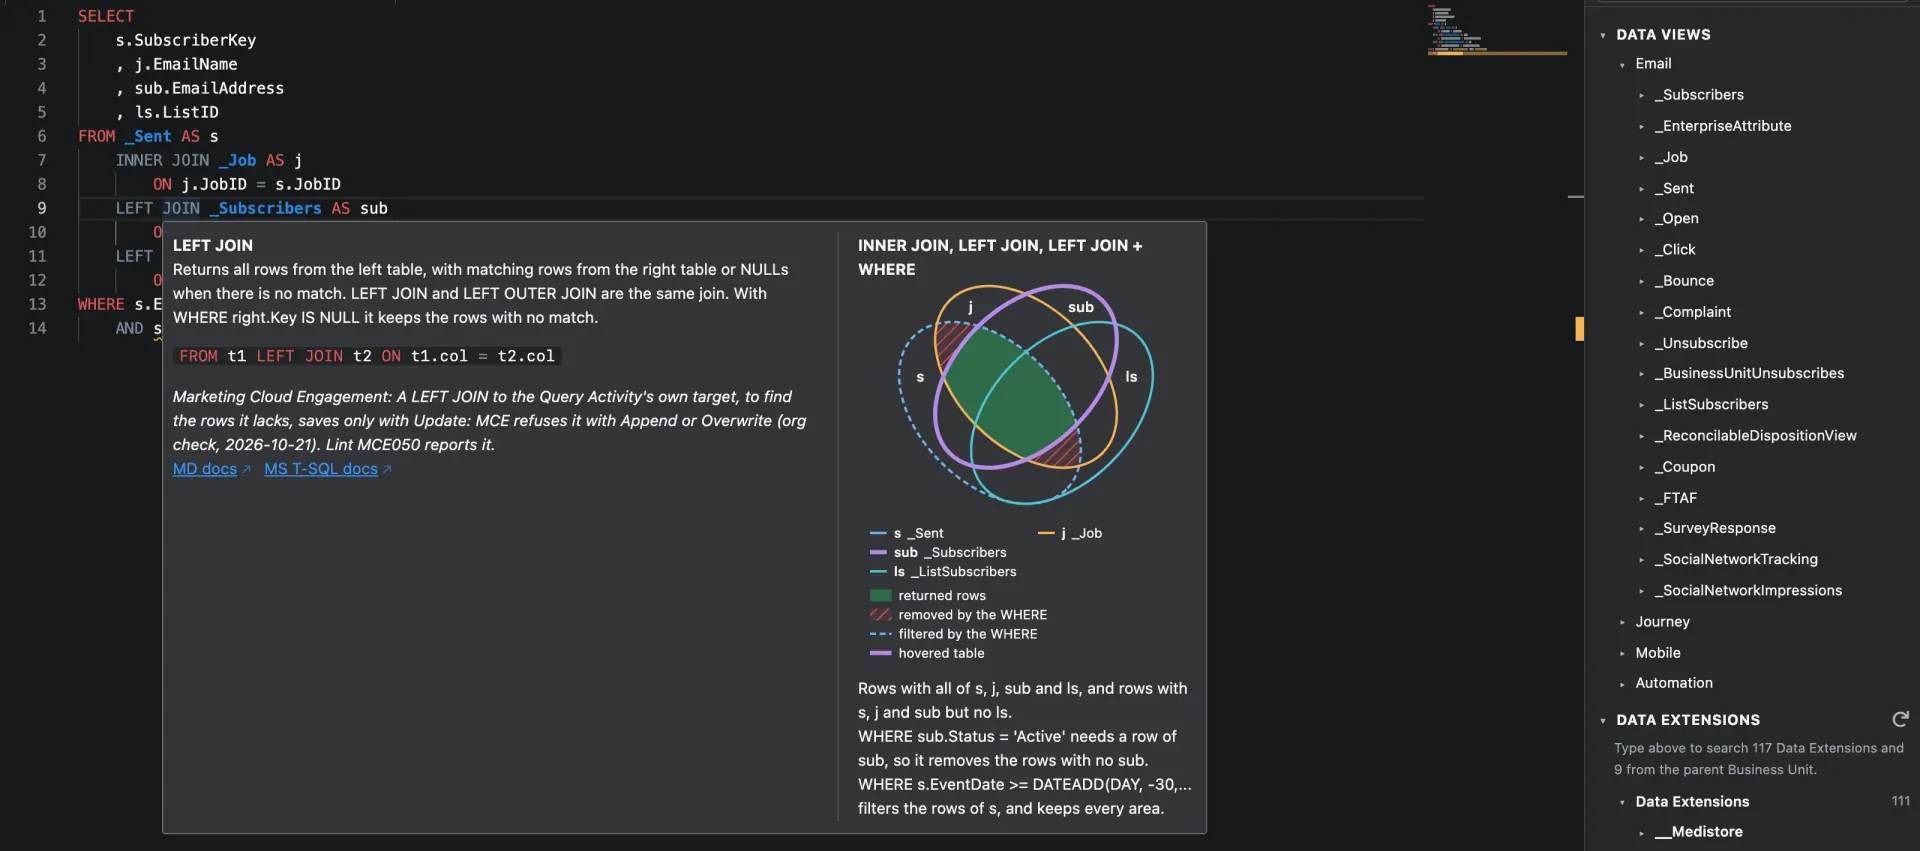 1 SELECT
2 s.SubscriberKey
3 , j.EmailName
4 , sub.EmailAddress
5 , ls.ListID
6 FROM _Sent AS s
7 INNER JOIN _Job AS j
8 ON j.JobID = s.JobID
9 LEFT JOIN _Subscribers AS sub
10 O
11 LEFT
12 O
13 WHERE s.E
14 AND s
LEFT JOIN
Returns all rows from the left table, with matching rows from the right table or NULLs
when there is no match. LEFT JOIN and LEFT OUTER JOIN are the same join. With
WHERE right.Key IS NULL it keeps the rows with no match.
FROM t1 LEFT JOIN t2 ON t1.col = t2.col
Marketing Cloud Engagement: A LEFT JOIN to the Query Activity's own target, to find
the rows it lacks, saves only with Update: MCE refuses it with Append or Overwrite (org
check, 2026-10-21). Lint MCE050 reports it.
MD docs ↗ MS T-SQL docs ↗
INNER JOIN, LEFT JOIN, LEFT JOIN +
WHERE
j
sub
s
ls
s _Sent
j _Job
sub _Subscribers
ls _ListSubscribers
returned rows
removed by the WHERE
filtered by the WHERE
hovered table
Rows with all of s, j, sub and ls, and rows with
s, j and sub but no ls.
WHERE sub.Status = 'Active' needs a row of
sub, so it removes the rows with no sub.
WHERE s.EventDate >= DATEADD(DAY, -30,...
filters the rows of s, and keeps every area.
DATA VIEWS
Email
_Subscribers
_EnterpriseAttribute
_Job
_Sent
_Open
_Click
_Bounce
_Complaint
_Unsubscribe
_BusinessUnitUnsubscribes
_ListSubscribers
_ReconcilableDispositionView
_Coupon
_FTAF
_SurveyResponse
_SocialNetworkTracking
_SocialNetworkImpressions
Journey
Mobile
Automation
DATA EXTENSIONS
Type above to search 117 Data Extensions and
9 from the parent Business Unit.
Data Extensions 111
__Medistore